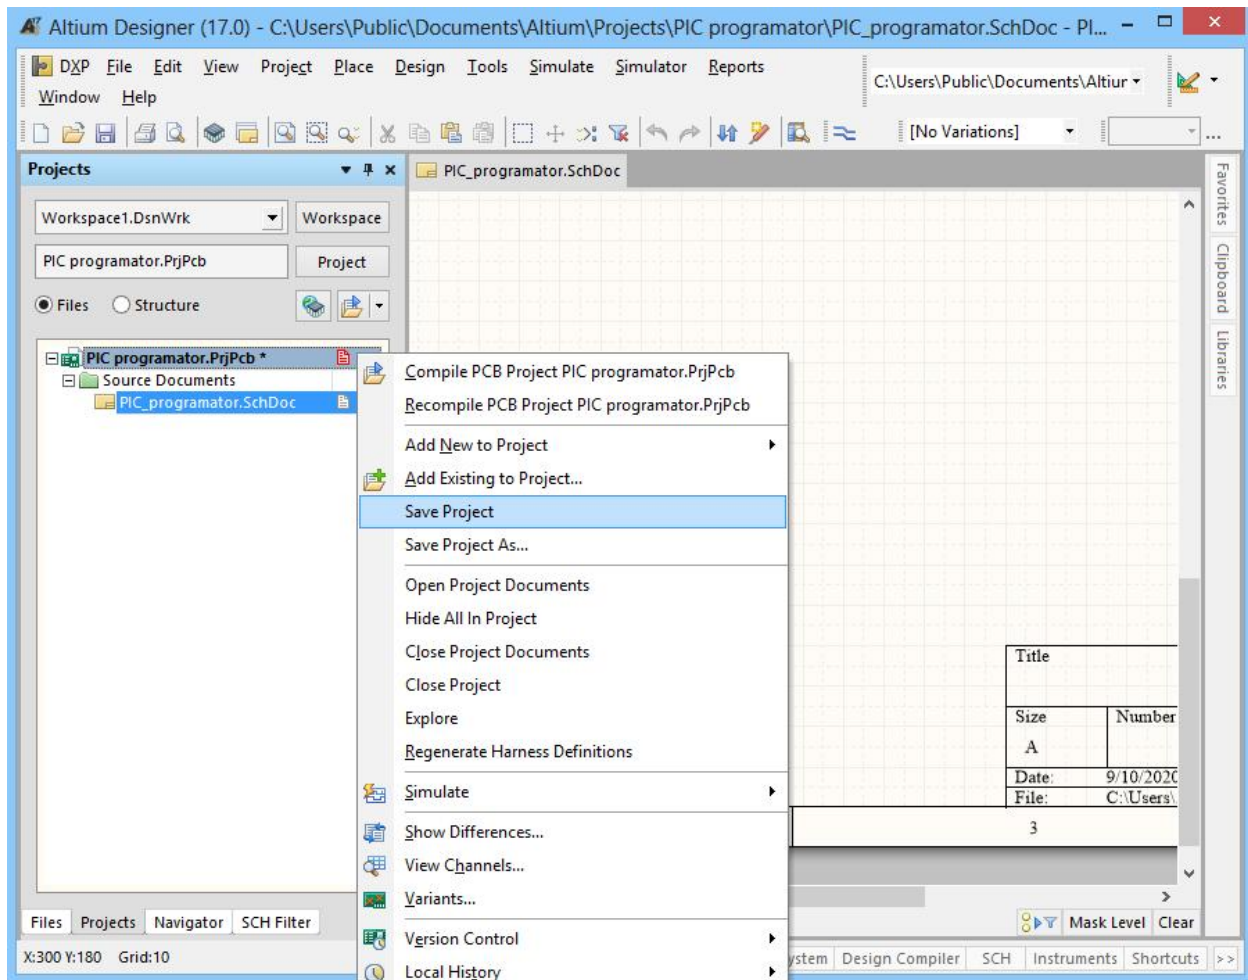 Altium Designer (17.0) - C:\Users\Public\Documents\Altium\Projects\PIC programator\PIC_programator.SchDoc - PI...
DXP File Edit View Project Place Design Tools Simulate Simulator Reports
Window Help
C:\Users\Public\Documents\Altiur
[No Variations]
...
Projects
PIC_programator.SchDoc
Workspace1.DsnWrk
Workspace
PIC programator.PrjPcb
Project
Files Structure
PIC programator.PrjPcb *
Source Documents
PIC_programator.SchDoc
Compile PCB Project PIC programator.PrjPcb
Recompile PCB Project PIC programator.PrjPcb
Add New to Project
Add Existing to Project...
Save Project
Save Project As...
Open Project Documents
Hide All In Project
Close Project Documents
Close Project
Explore
Regenerate Harness Definitions
Simulate
Show Differences...
View Channels...
Variants...
Version Control
Local History
Title
Size Number
A
Date: 9/10/2020
File: C:\Users\
3
Favorites
Clipboard
Libraries
Files Projects Navigator SCH Filter
Mask Level Clear
X:300 Y:180 Grid:10
ystem Design Compiler SCH Instruments Shortcuts >>